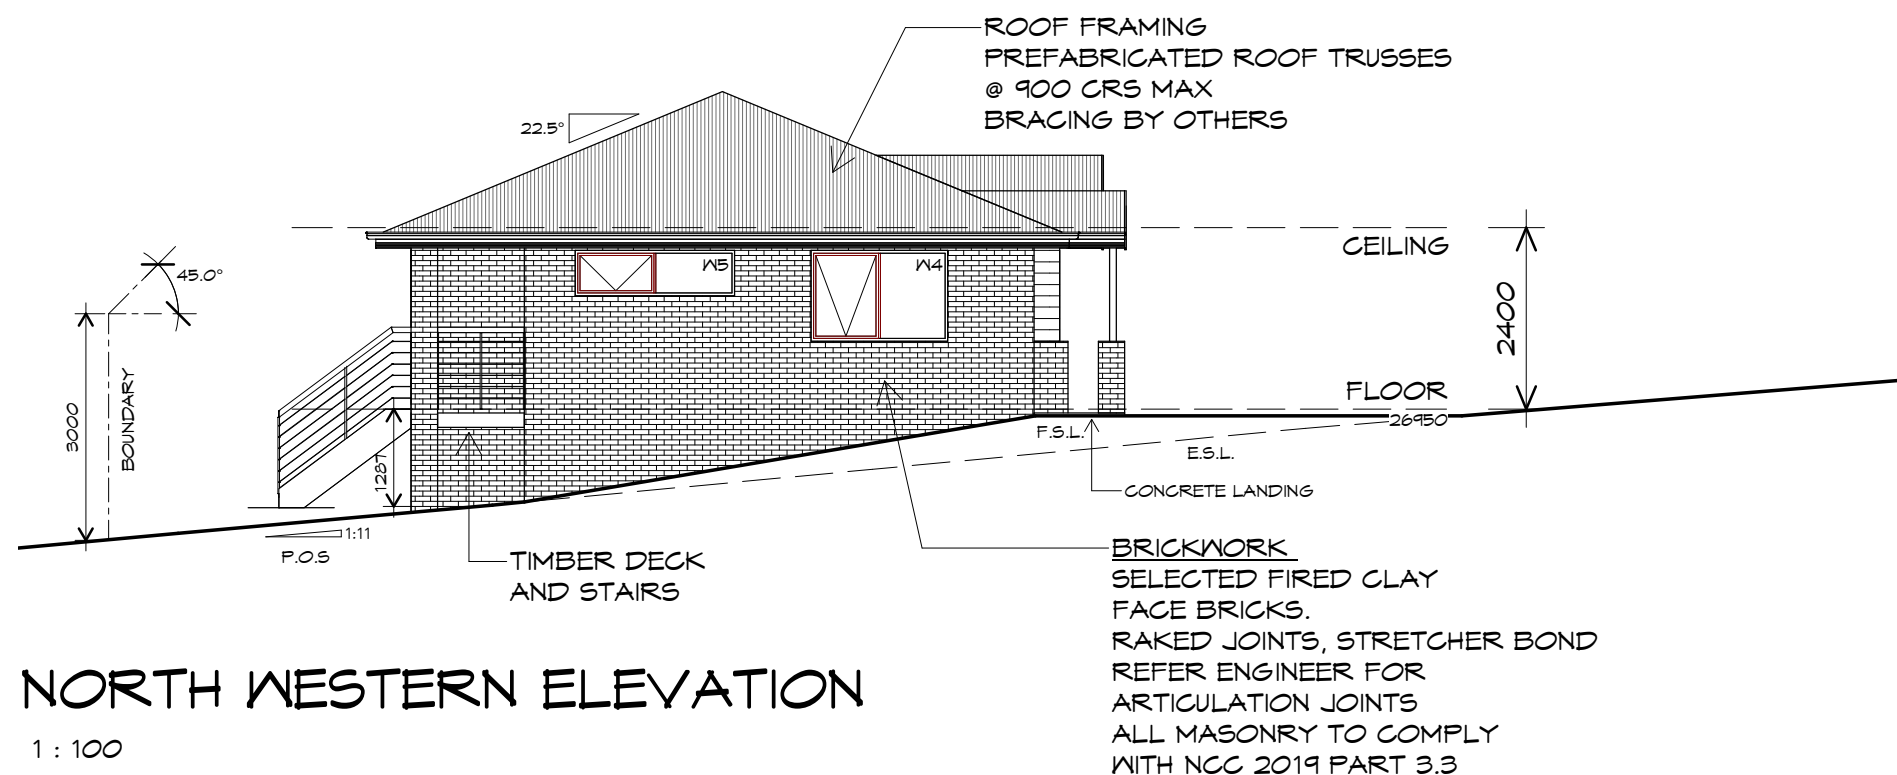 ROOF FRAMING
PREFABRICATED ROOF TRUSSES
@ 900 CRS MAX
BRACING BY OTHERS
22.5°
CEILING
W5
W4
45.0°
2400
BOUNDARY
3000
FLOOR
26950
F.S.L.
E.S.L.
1287
CONCRETE LANDING
1:11
P.O.S
TIMBER DECK
AND STAIRS
BRICKWORK
SELECTED FIRED CLAY
FACE BRICKS.
RAKED JOINTS, STRETCHER BOND
REFER ENGINEER FOR
ARTICULATION JOINTS
ALL MASONRY TO COMPLY
WITH NCC 2019 PART 3.3
NORTH WESTERN ELEVATION
1 : 100